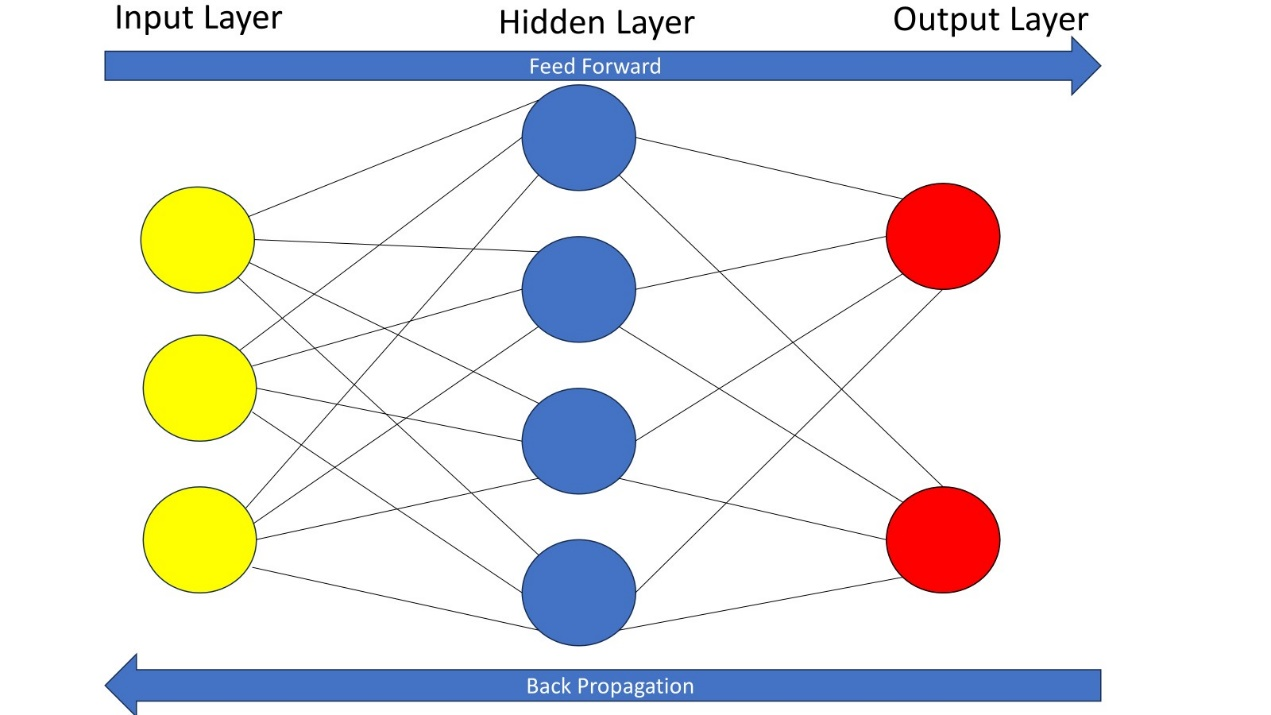 Input Layer
Hidden Layer
Output Layer
Feed Forward
Back Propagation